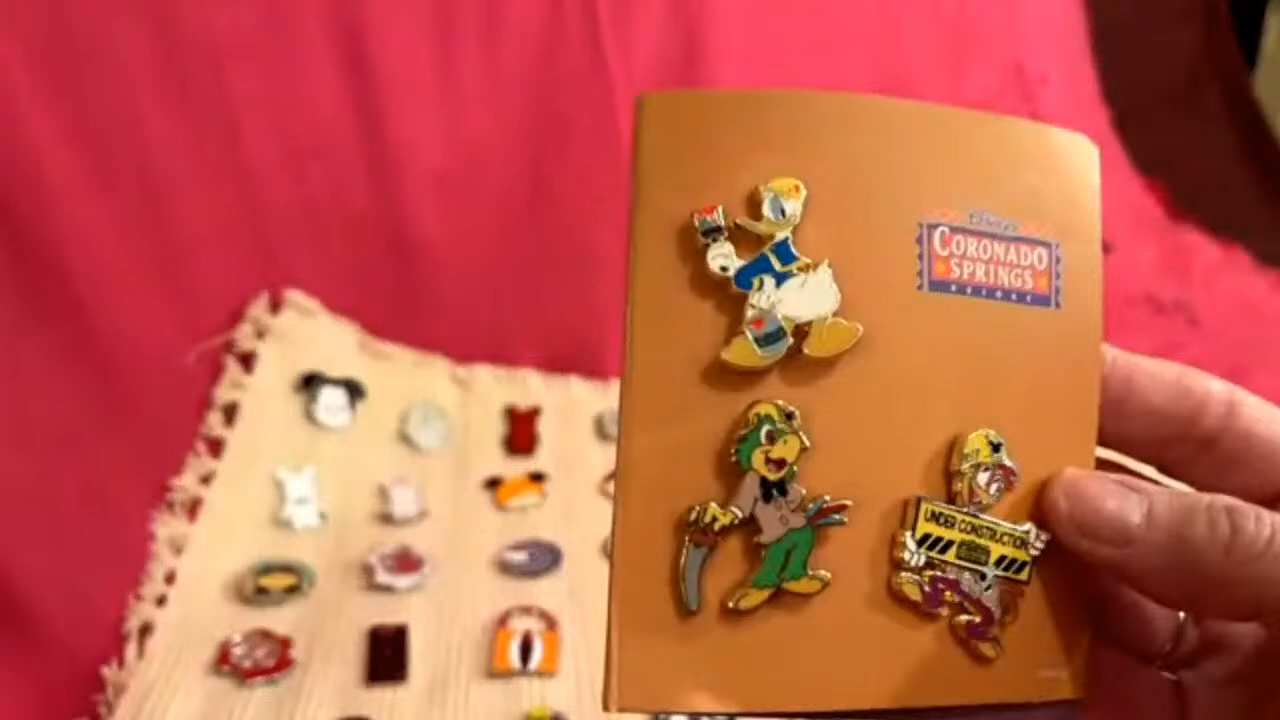 Disney's
CORONADO
SPRINGS
RESORT
UNDER CONSTRUCTION